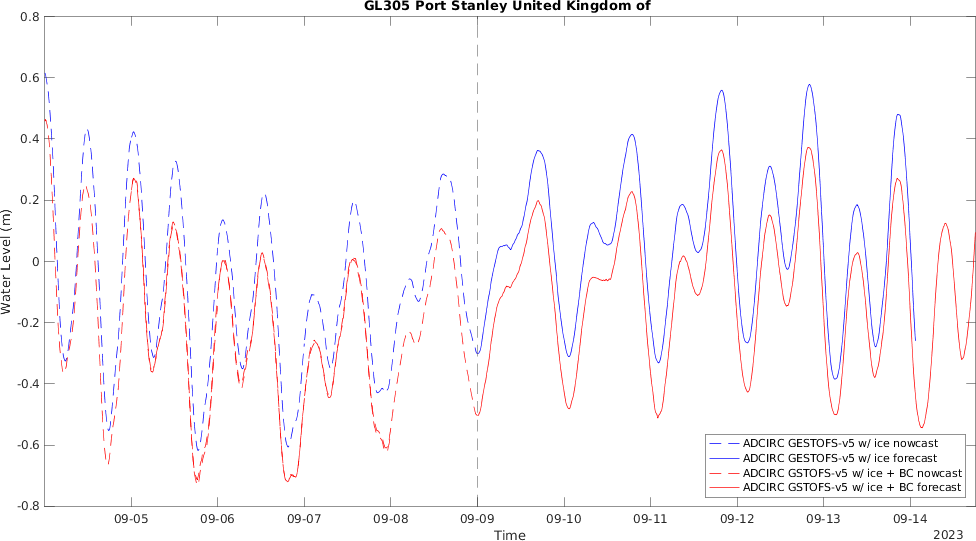 GL305 Port Stanley United Kingdom of
0.8
0.6
0.4
0.2
0
-0.2
-0.4
-0.6
-0.8
Water Level (m)
09-05 09-06 09-07 09-08 09-09 09-10 09-11 09-12 09-13 09-14
Time
2023
ADCIRC GESTOFS-v5 w/ ice nowcast
ADCIRC GESTOFS-v5 w/ ice forecast
ADCIRC GSTOFS-v5 w/ ice + BC nowcast
ADCIRC GSTOFS-v5 w/ ice + BC forecast